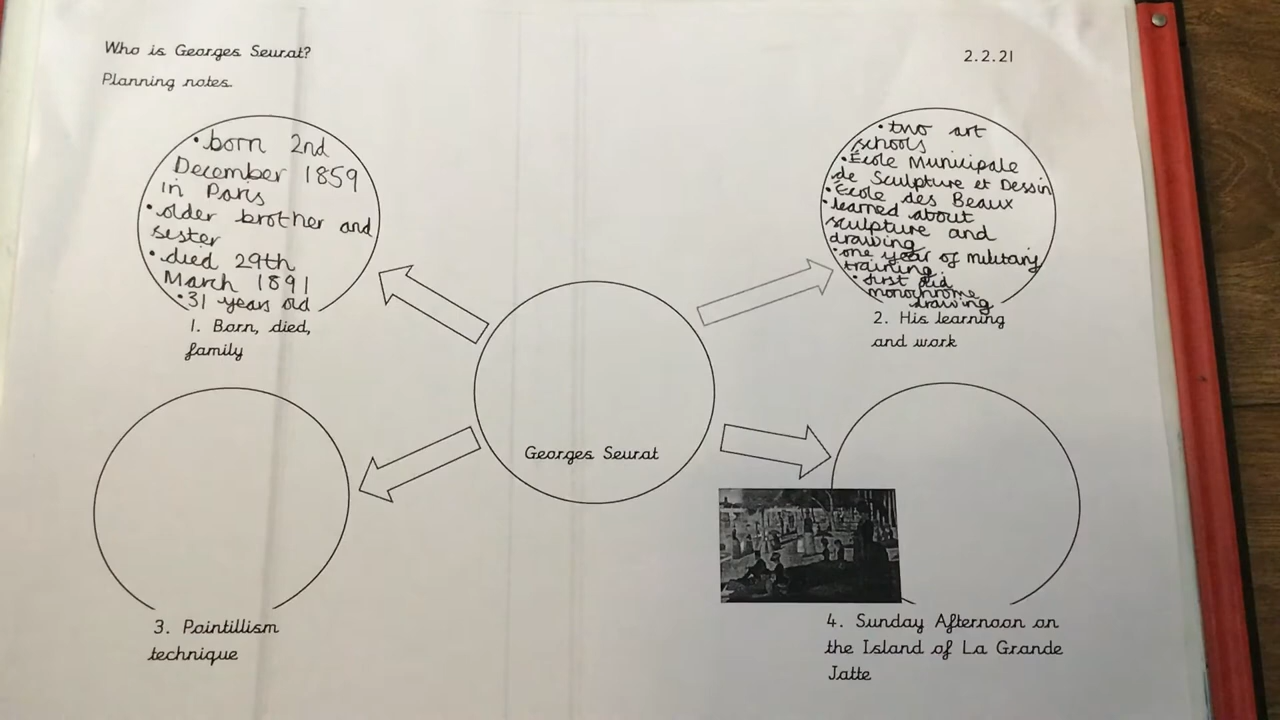 Who is Georges Seurat?
2.2.21
Planning notes.
•born 2nd
December 1859
in Paris
•older brother and
sister
•died 29th
March 1891
•31 years old
1. Born, died,
family
•two art
schools
•École Municipale
de Sculpture et Dessin
•École des Beaux
•learned about
sculpture and
drawing
•one year of military
training
•first did
monochrome
drawing
2. His learning
and work
Georges Seurat
3. Pointillism
technique
4. Sunday Afternoon on
the Island of La Grande
Jatte